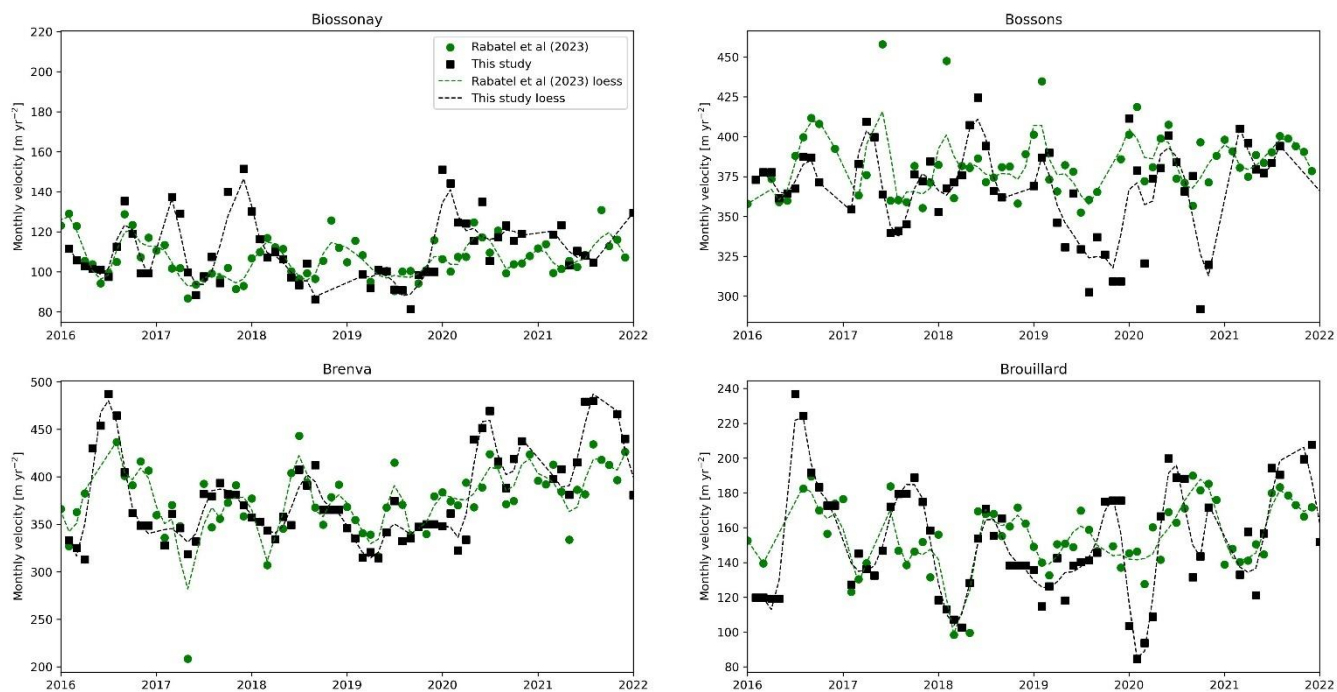 Biossonay
220
200
180
160
140
120
100
80
Monthly velocity [m yr⁻²]
2016 2017 2018 2019 2020 2021 2022
Rabatel et al (2023)
This study
Rabatel et al (2023) loess
This study loess
Bossons
450
425
400
375
350
325
300
Monthly velocity [m yr⁻²]
2016 2017 2018 2019 2020 2021 2022
Brenva
500
450
400
350
300
250
200
Monthly velocity [m yr⁻²]
2016 2017 2018 2019 2020 2021 2022
Brouillard
240
220
200
180
160
140
120
100
80
Monthly velocity [m yr⁻²]
2016 2017 2018 2019 2020 2021 2022